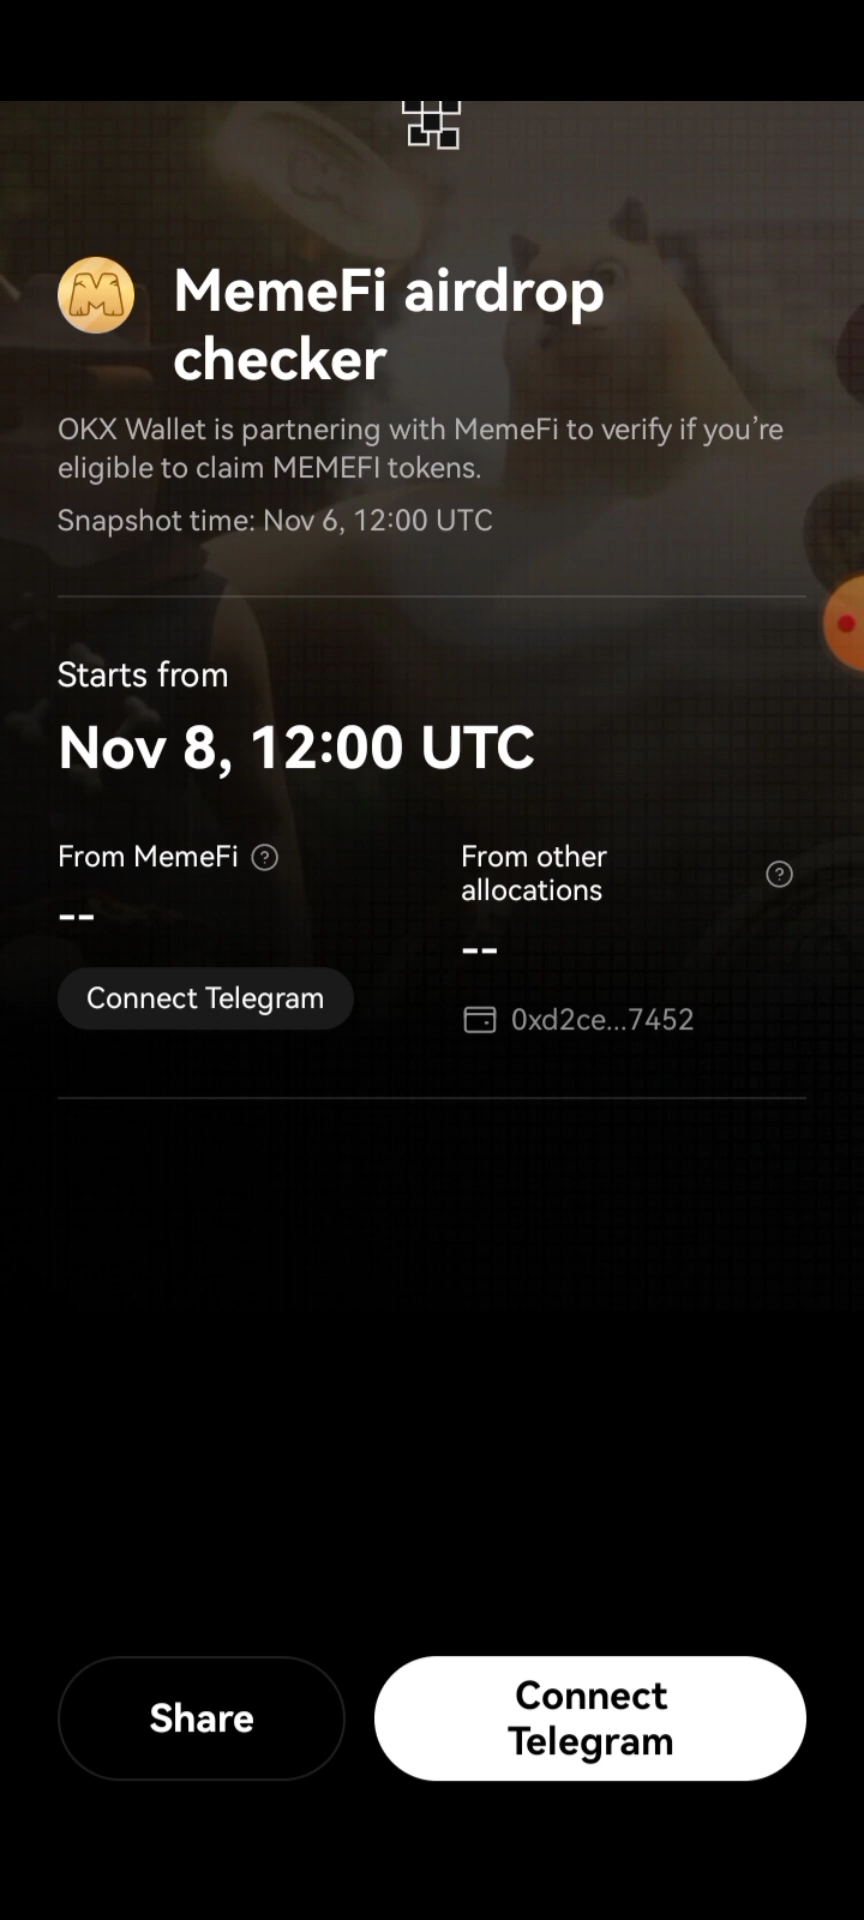 MemeFi airdrop
checker
OKX Wallet is partnering with MemeFi to verify if you’re
eligible to claim MEMEFI tokens.
Snapshot time: Nov 6, 12:00 UTC
Starts from
Nov 8, 12:00 UTC
From MemeFi
--
Connect Telegram
From other
allocations
--
0xd2ce...7452
Share
Connect
Telegram